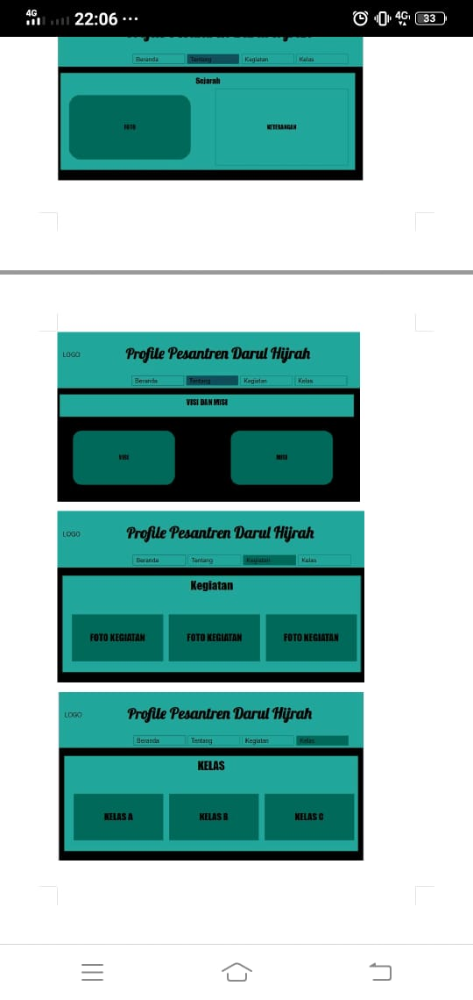 4G
22:06
4G
33
Beranda Tentang Kegiatan Kelas
Sejarah
FOTO KETERANGAN
LOGO Profile Pesantren Darul Hijrah
Beranda Tentang Kegiatan Kelas
VISI DAN MISI
VISI MISI
LOGO Profile Pesantren Darul Hijrah
Beranda Tentang Kegiatan Kelas
Kegiatan
FOTO KEGIATAN FOTO KEGIATAN FOTO KEGIATAN
LOGO Profile Pesantren Darul Hijrah
Beranda Tentang Kegiatan Kelas
KELAS
KELAS A KELAS B KELAS C